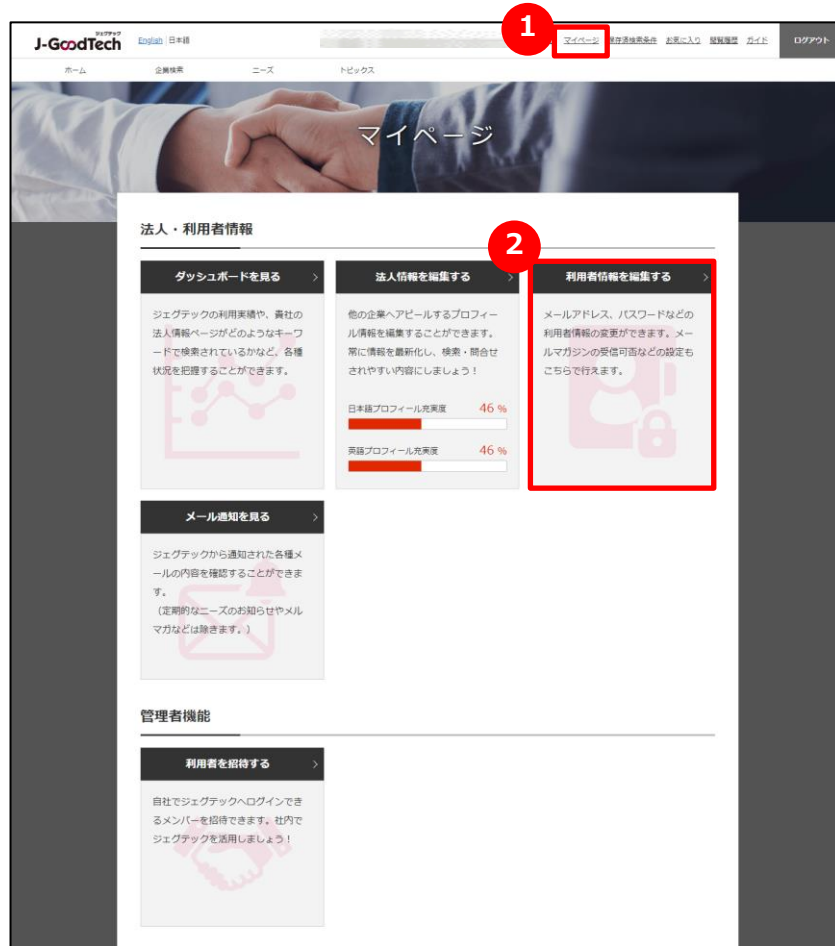 1
ジェグテック
J-GoodTech
English 日本語
マイページ 保存済検索条件 お気に入り 閲覧履歴 ガイド ログアウト
ホーム 企業検索 ニーズ トピックス
マイページ
法人・利用者情報
2
ダッシュボードを見る
ジェグテックの利用実績や、貴社の
法人情報ページがどのようなキーワ
ードで検索されているかなど、各種
状況を把握することができます。
法人情報を編集する
他の企業へアピールするプロフィー
ル情報を編集することができます。
常に情報を最新化し、検索・問合せ
されやすい内容にしましょう！
日本語プロフィール充実度 46 %
英語プロフィール充実度 46 %
利用者情報を編集する
メールアドレス、パスワードなどの
利用者情報の変更ができます。メー
ルマガジンの受信可否などの設定も
こちらで行えます。
メール通知を見る
ジェグテックから通知された各種メ
ールの内容を確認することができま
す。
（定期的なニーズのお知らせやメル
マガなどは除きます。）
管理者機能
利用者を招待する
自社でジェグテックへログインでき
るメンバーを招待できます。社内で
ジェグテックを活用しましょう！